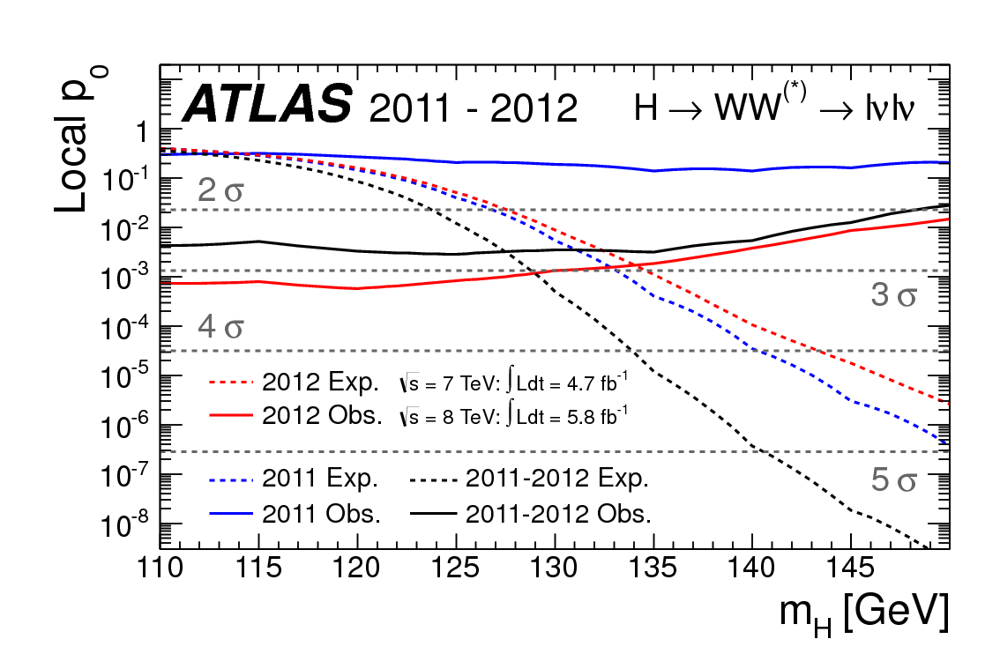 ATLAS 2011 - 2012 H → WW(*) → lνlν
Local p0
1
10-1
2 σ
10-2
10-3
3 σ
10-4
4 σ
10-5
2012 Exp. √s = 7 TeV: ∫Ldt = 4.7 fb-1
2012 Obs. √s = 8 TeV: ∫Ldt = 5.8 fb-1
10-6
10-7
2011 Exp. 2011-2012 Exp.
5 σ
2011 Obs. 2011-2012 Obs.
10-8
110 115 120 125 130 135 140 145
mH [GeV]